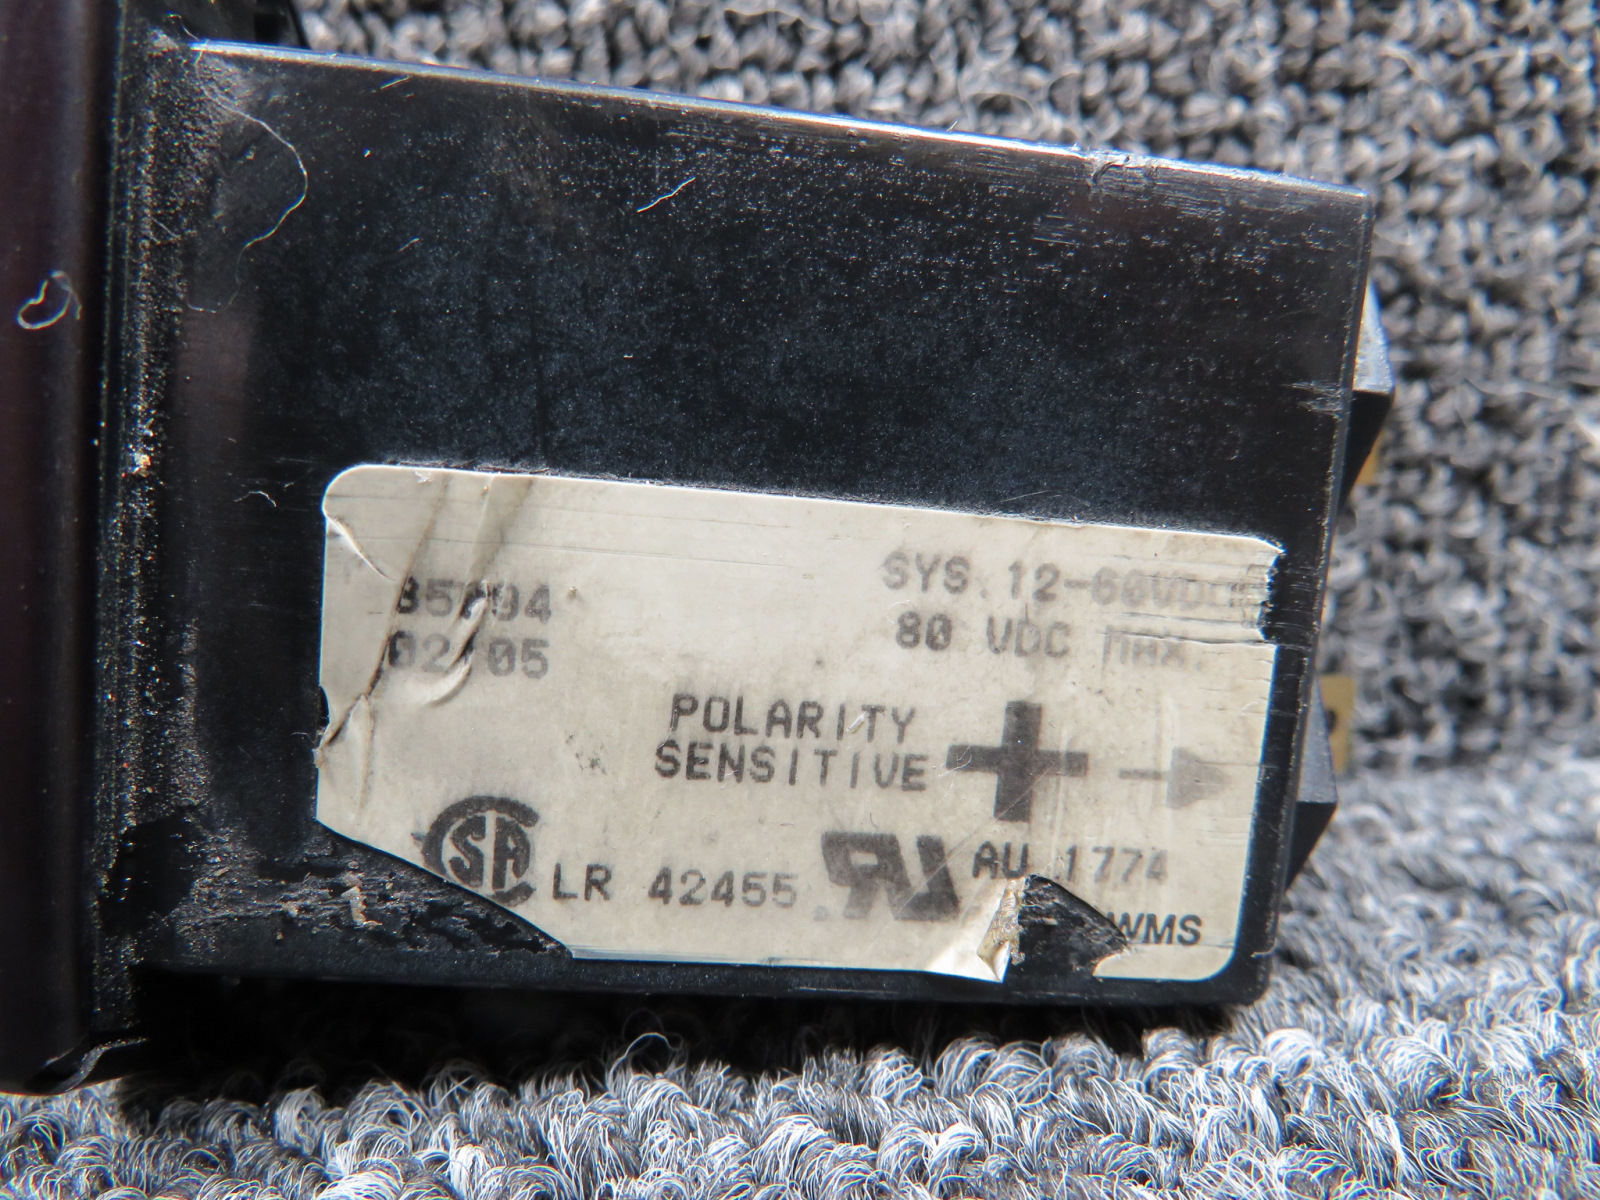 SYS. 12-60VDC
80 VDC MAX.
POLARITY
SENSITIVE +
LR 42455
AU 1774
WMS